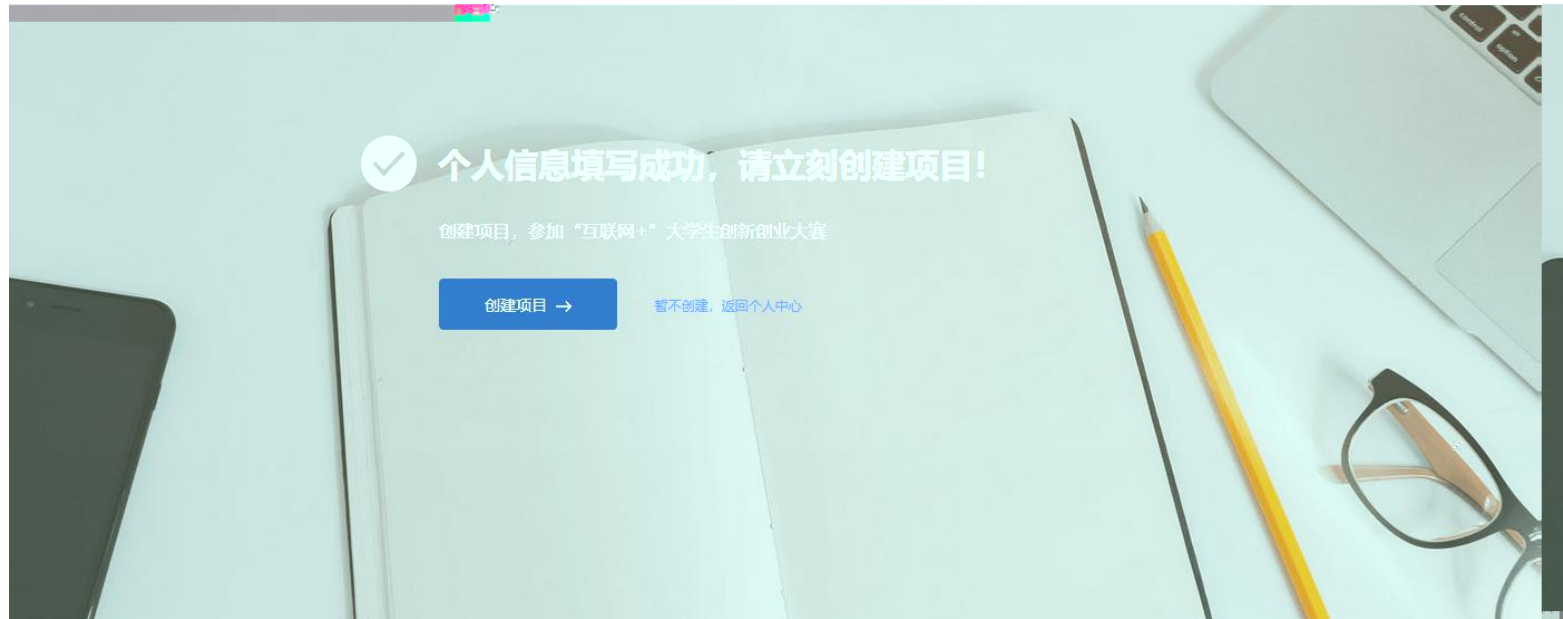 control
option
个人信息填写成功，请立刻创建项目！
创建项目，参加“互联网+”大学生创新创业大赛
创建项目 →
暂不创建，返回个人中心